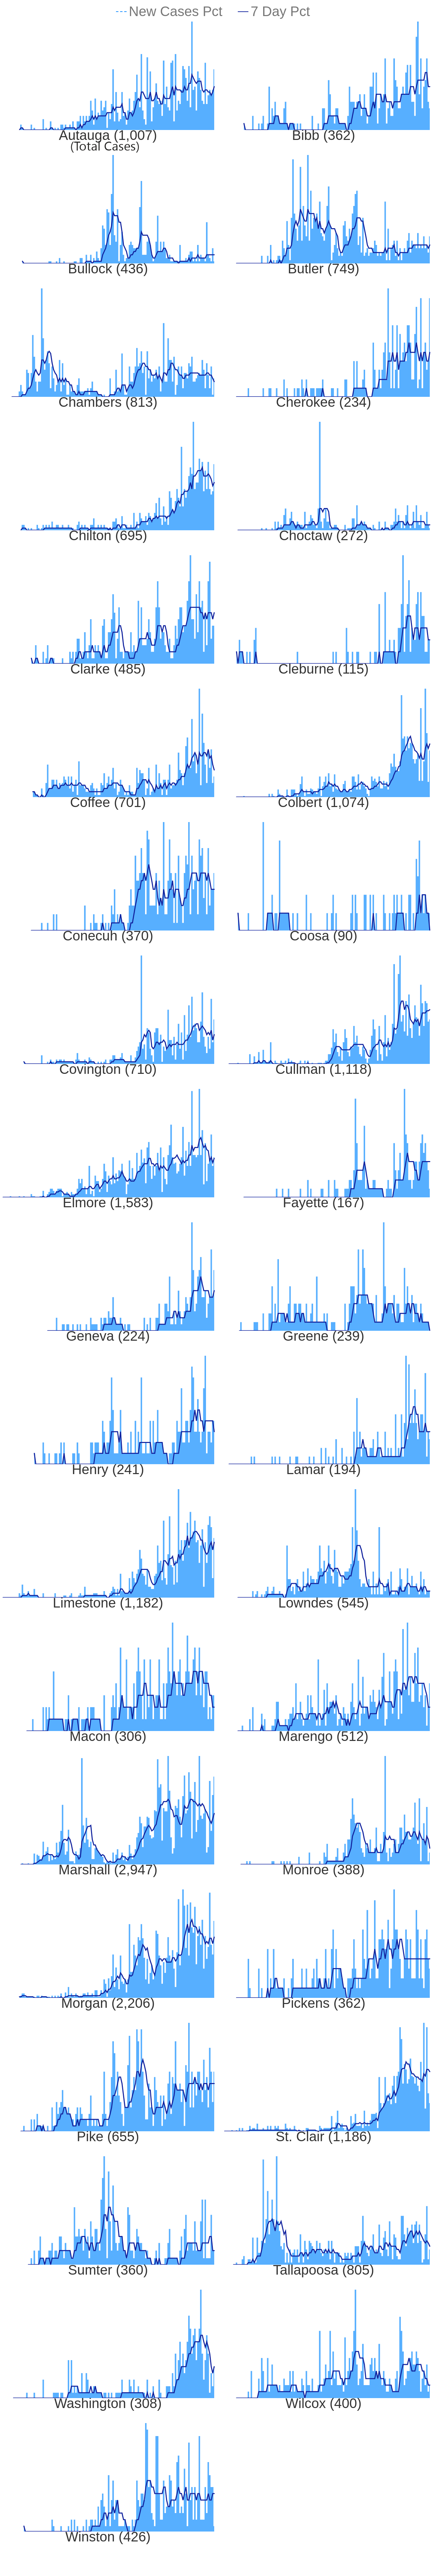 New Cases Pct 7 Day Pct
Autauga (1,007) Bibb (362)
(Total Cases)
Bullock (436) Butler (749)
Chambers (813) Cherokee (234)
Chilton (695) Choctaw (272)
Clarke (485) Cleburne (115)
Coffee (701) Colbert (1,074)
Conecuh (370) Coosa (90)
Covington (710) Cullman (1,118)
Elmore (1,583) Fayette (167)
Geneva (224) Greene (239)
Henry (241) Lamar (194)
Limestone (1,182) Lowndes (545)
Macon (306) Marengo (512)
Marshall (2,947) Monroe (388)
Morgan (2,206) Pickens (362)
Pike (655) St. Clair (1,186)
Sumter (360) Tallapoosa (805)
Washington (308) Wilcox (400)
Winston (426)